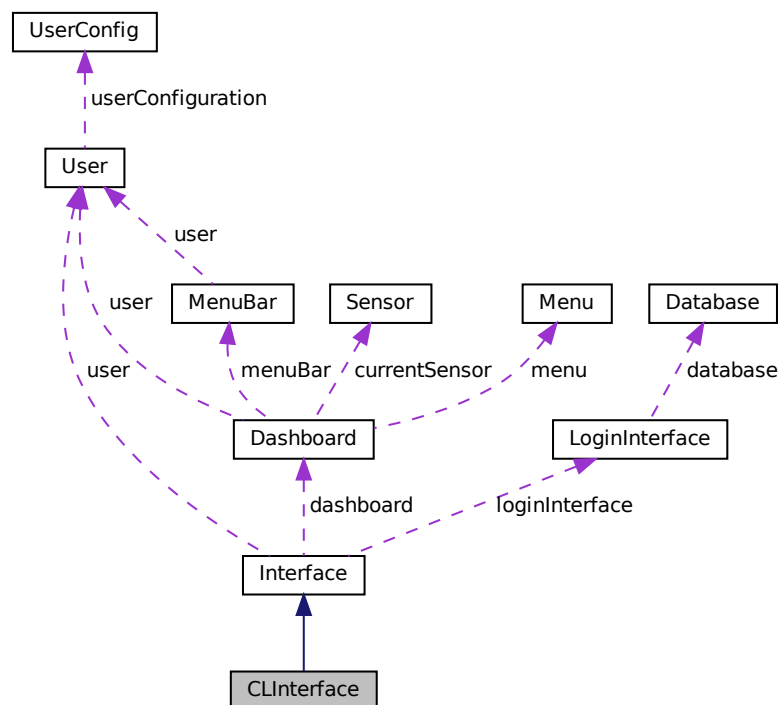 UserConfig
userConfiguration
User
user
MenuBar
Sensor
Menu
Database
user
user
menuBar
currentSensor
menu
database
Dashboard
LoginInterface
dashboard
loginInterface
Interface
CLInterface